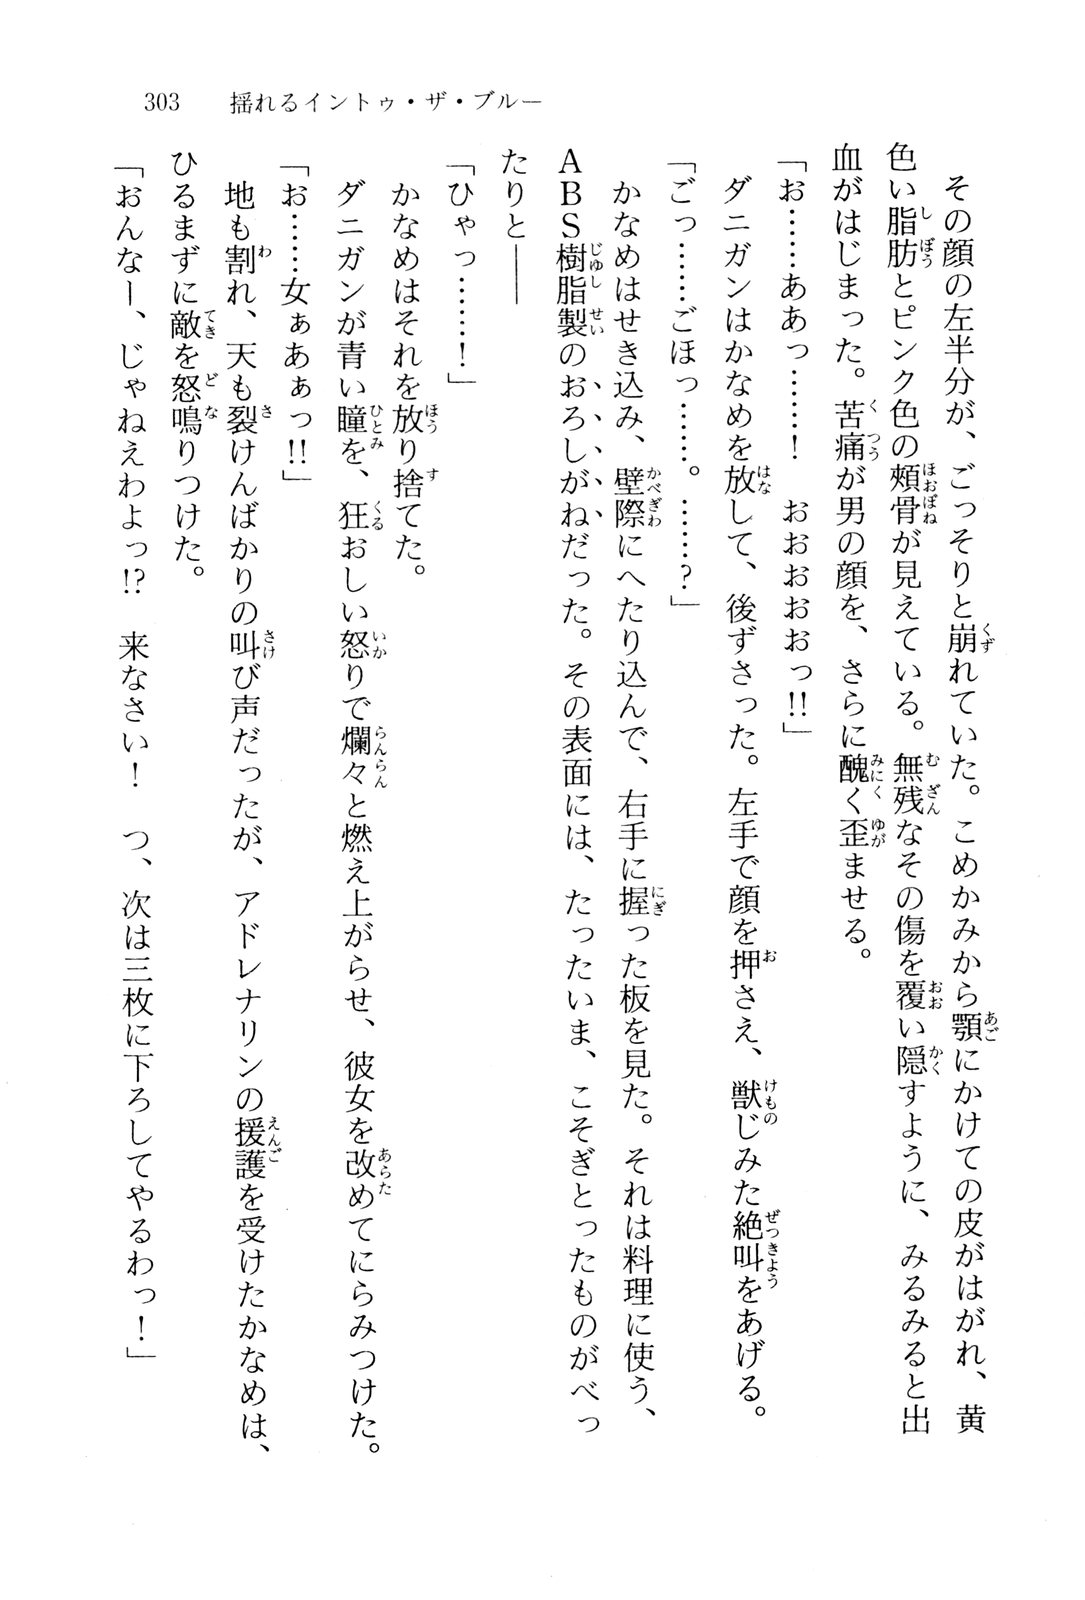 303　揺れるイントゥ・ザ・ブルー
　その顔の左半分が、ごっそりと崩れていた。こめかみから顎にかけての皮がはがれ、黄
色い脂肪とピンク色の頬骨が見えている。無残なその傷を覆い隠すように、みるみると出
血がはじまった。苦痛が男の顔を、さらに醜く歪ませる。
「お……ああっ……！　おおおおっ!!」
　ダニガンはかなめを放して、後ずさった。左手で顔を押さえ、獣じみた絶叫をあげる。
「ごっ……ごほっ……。……？」
　かなめはせき込み、壁際にへたり込んで、右手に握った板を見た。それは料理に使う、
ＡＢＳ樹脂製のおろしがねだった。その表面には、たったいま、こそぎとったものがべっ
たりと――
「ひゃっ……！」
　かなめはそれを放り捨てた。
　ダニガンが青い瞳を、狂おしい怒りで爛々と燃え上がらせ、彼女を改めてにらみつけた。
「お……女ぁあぁっ!!」
　地も割れ、天も裂けんばかりの叫び声だったが、アドレナリンの援護を受けたかなめは、
ひるまずに敵を怒鳴りつけた。
「おんなー、じゃねえわよっ!?　来なさい！　つ、次は三枚に下ろしてやるわっ！」